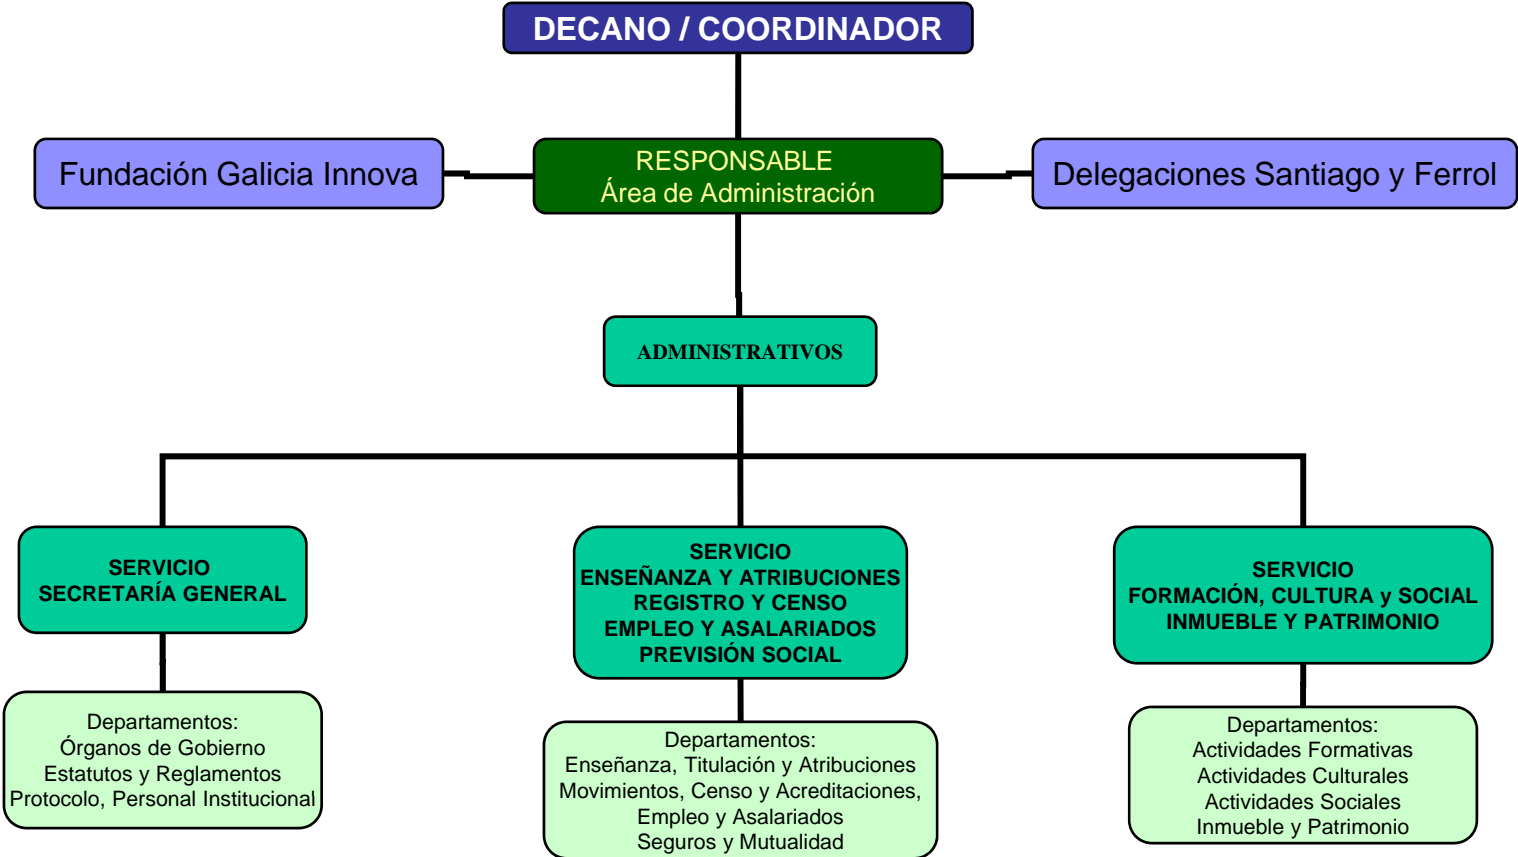 DECANO / COORDINADOR
Fundación Galicia Innova
RESPONSABLE
Área de Administración
Delegaciones Santiago y Ferrol
ADMINISTRATIVOS
SERVICIO
SECRETARÍA GENERAL
SERVICIO
ENSEÑANZA Y ATRIBUCIONES
REGISTRO Y CENSO
EMPLEO Y ASALARIADOS
PREVISIÓN SOCIAL
SERVICIO
FORMACIÓN, CULTURA y SOCIAL
INMUEBLE Y PATRIMONIO
Departamentos:
Órganos de Gobierno
Estatutos y Reglamentos
Protocolo, Personal Institucional
Departamentos:
Enseñanza, Titulación y Atribuciones
Movimientos, Censo y Acreditaciones,
Empleo y Asalariados
Seguros y Mutualidad
Departamentos:
Actividades Formativas
Actividades Culturales
Actividades Sociales
Inmueble y Patrimonio